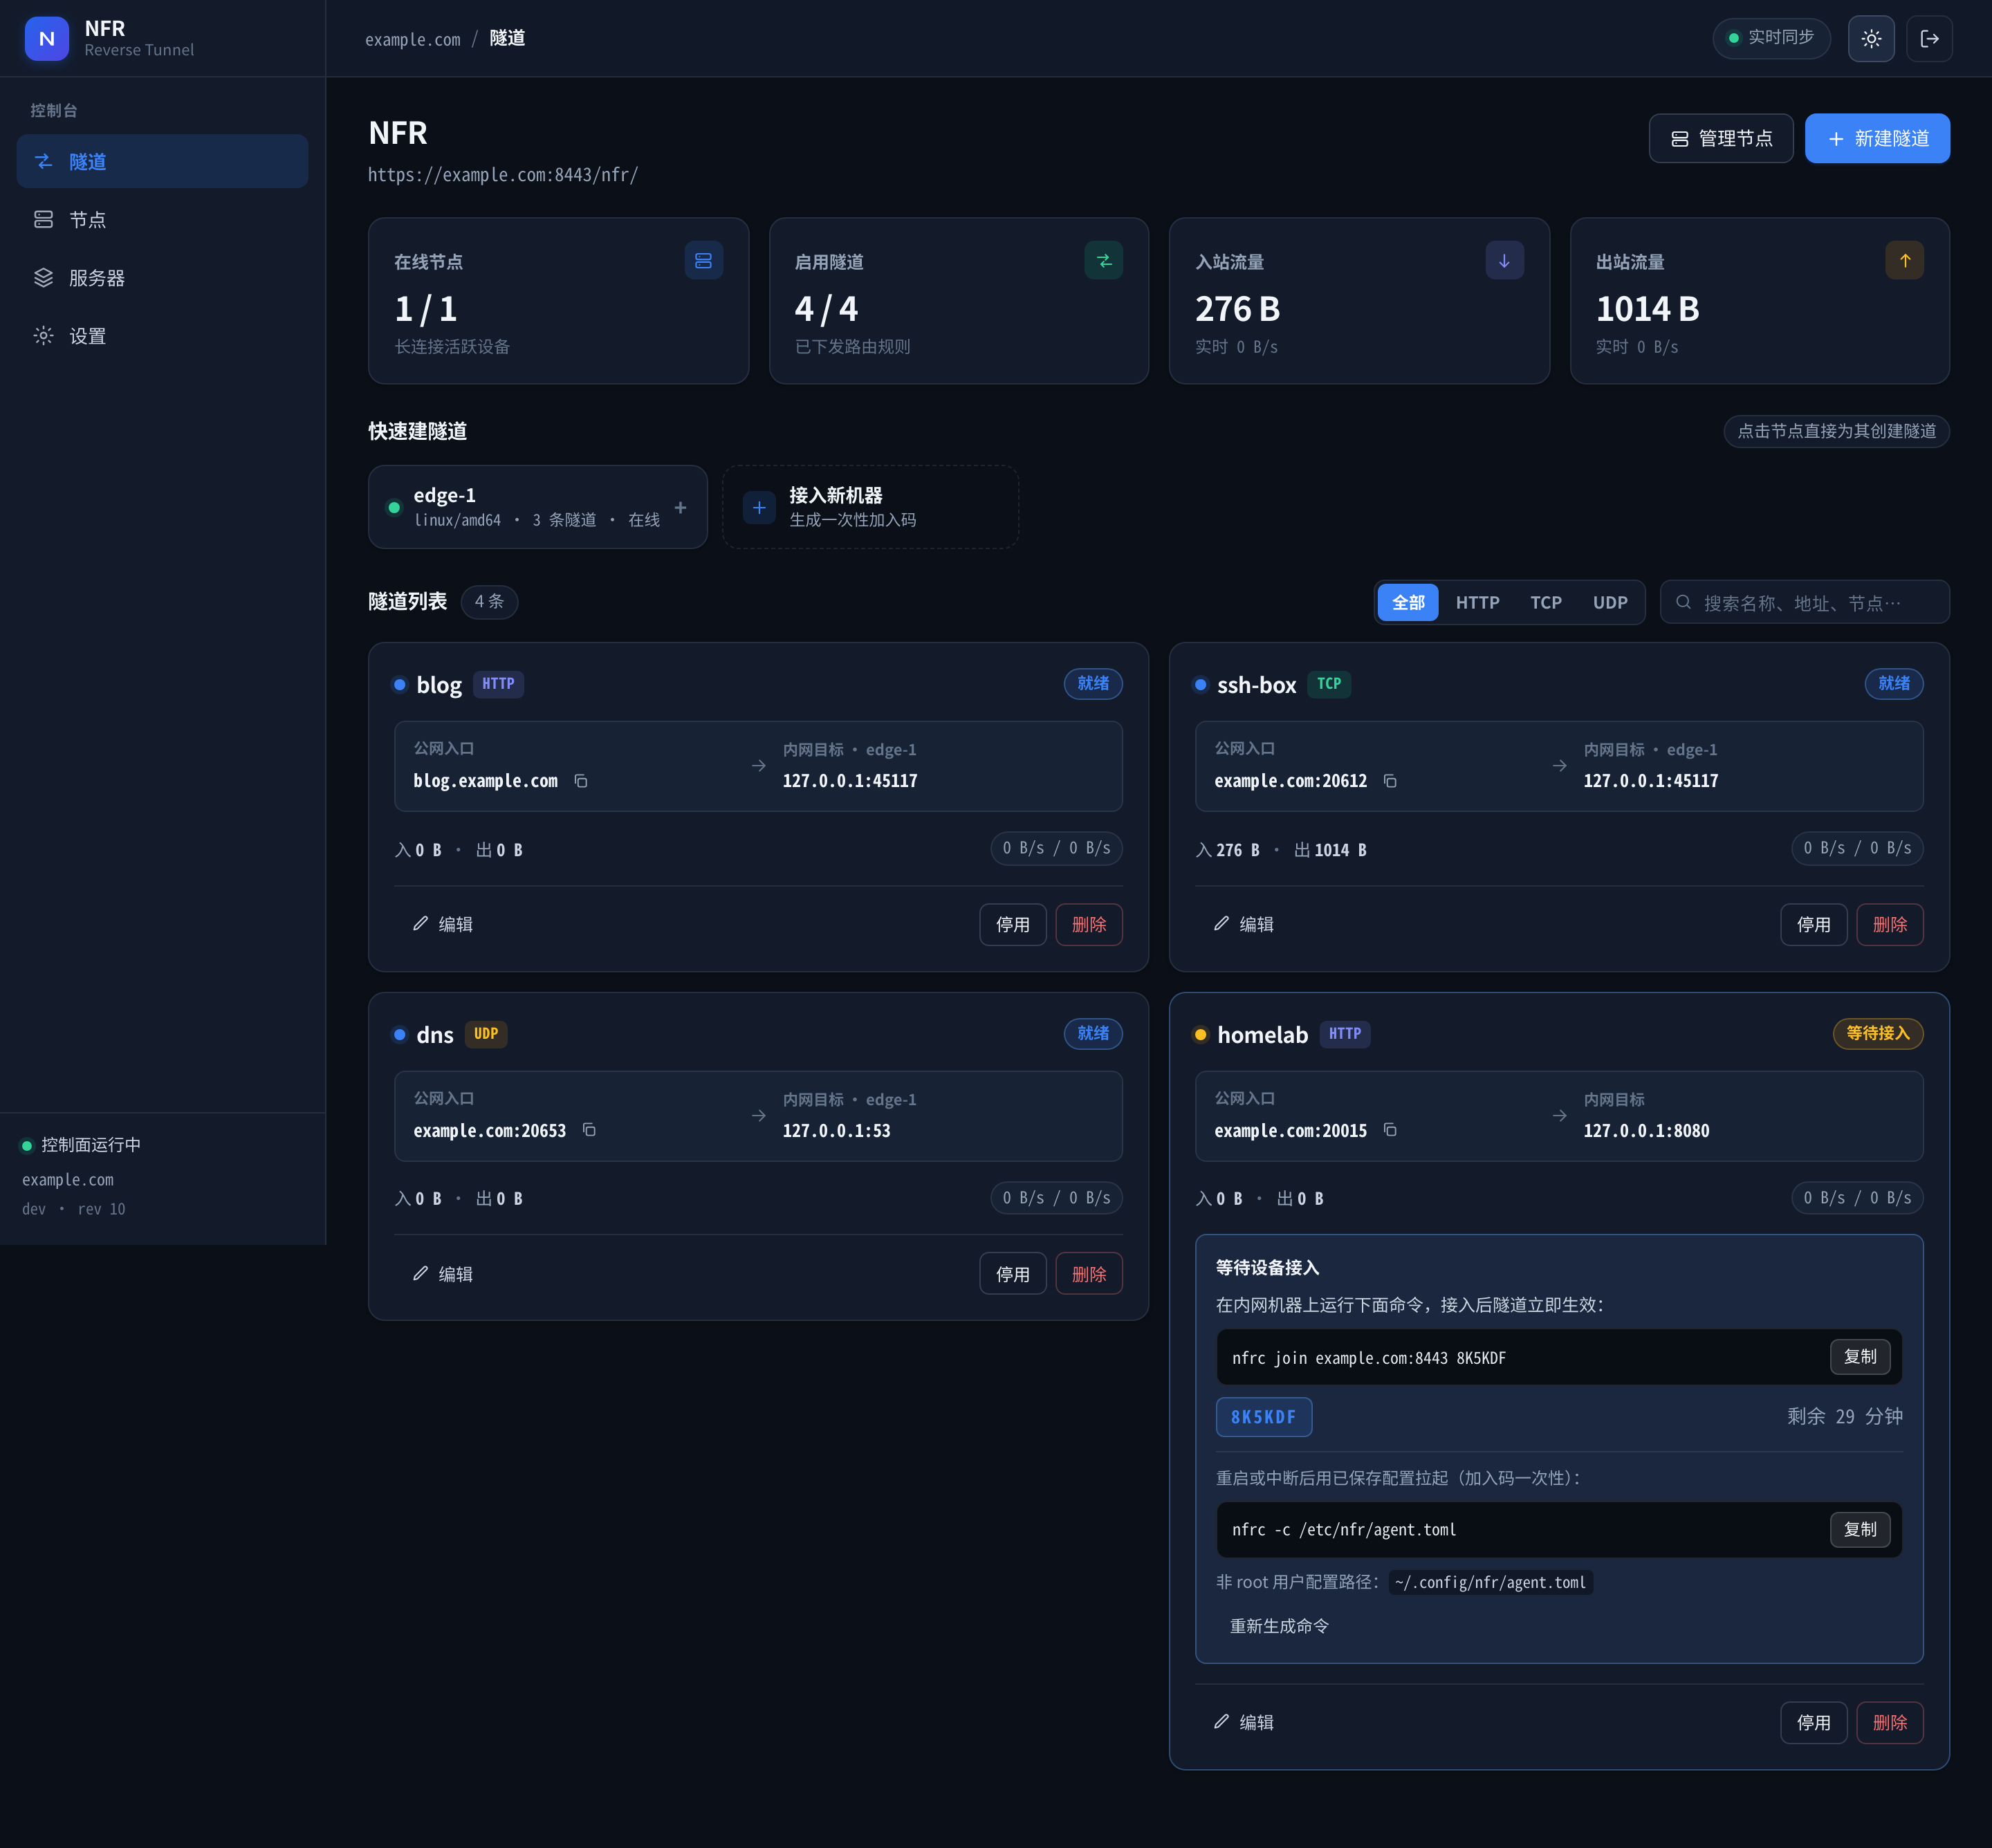 N
NFR
Reverse Tunnel
example.com / 隧道
实时同步
控制台
隧道
节点
服务器
设置
控制面运行中
example.com
dev • rev 10
NFR
https://example.com:8443/nfr/
管理节点
新建隧道
在线节点
1 / 1
长连接活跃设备
启用隧道
4 / 4
已下发路由规则
入站流量
276 B
实时 0 B/s
出站流量
1014 B
实时 0 B/s
快速建隧道
点击节点直接为其创建隧道
edge-1
linux/amd64 • 3 条隧道 • 在线
接入新机器
生成一次性加入码
隧道列表
4 条
全部
HTTP
TCP
UDP
搜索名称、地址、节点…
blog
HTTP
就绪
公网入口
blog.example.com
→
内网目标 • edge-1
127.0.0.1:45117
入 0 B • 出 0 B
0 B/s / 0 B/s
编辑
停用
删除
ssh-box
TCP
就绪
公网入口
example.com:20612
→
内网目标 • edge-1
127.0.0.1:45117
入 276 B • 出 1014 B
0 B/s / 0 B/s
编辑
停用
删除
dns
UDP
就绪
公网入口
example.com:20653
→
内网目标 • edge-1
127.0.0.1:53
入 0 B • 出 0 B
0 B/s / 0 B/s
编辑
停用
删除
homelab
HTTP
等待接入
公网入口
example.com:20015
→
内网目标
127.0.0.1:8080
入 0 B • 出 0 B
0 B/s / 0 B/s
等待设备接入
在内网机器上运行下面命令，接入后隧道立即生效：
nfrc join example.com:8443 8K5KDF
复制
8K5KDF
剩余 29 分钟
重启或中断后用已保存配置拉起（加入码一次性）：
nfrc -c /etc/nfr/agent.toml
复制
非 root 用户配置路径： ~/.config/nfr/agent.toml
重新生成命令
编辑
停用
删除